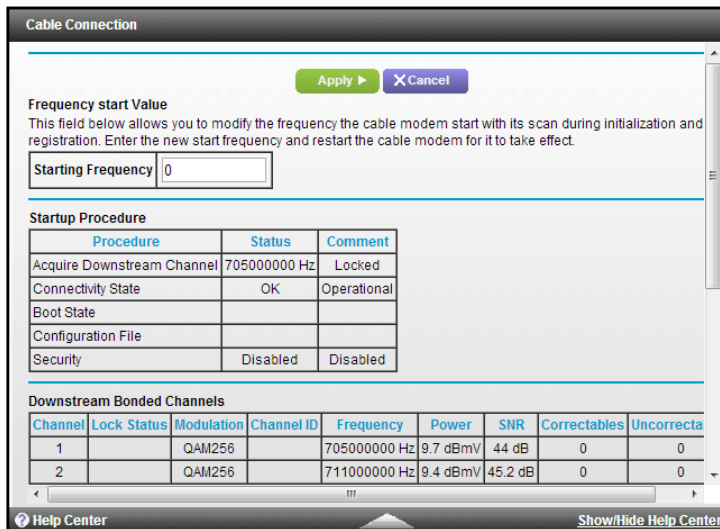 Cable Connection
Apply
Cancel
Frequency start Value
This field below allows you to modify the frequency the cable modem start with its scan during initialization and
registration. Enter the new start frequency and restart the cable modem for it to take effect.
Starting Frequency 0
Startup Procedure
Procedure Status Comment
Acquire Downstream Channel 705000000 Hz Locked
Connectivity State OK Operational
Boot State
Configuration File
Security Disabled Disabled
Downstream Bonded Channels
Channel Lock Status Modulation Channel ID Frequency Power SNR Correctables Uncorrecta
1 QAM256 705000000 Hz 9.7 dBmV 44 dB 0 0
2 QAM256 711000000 Hz 9.4 dBmV 45.2 dB 0 0
Help Center Show/Hide Help Center